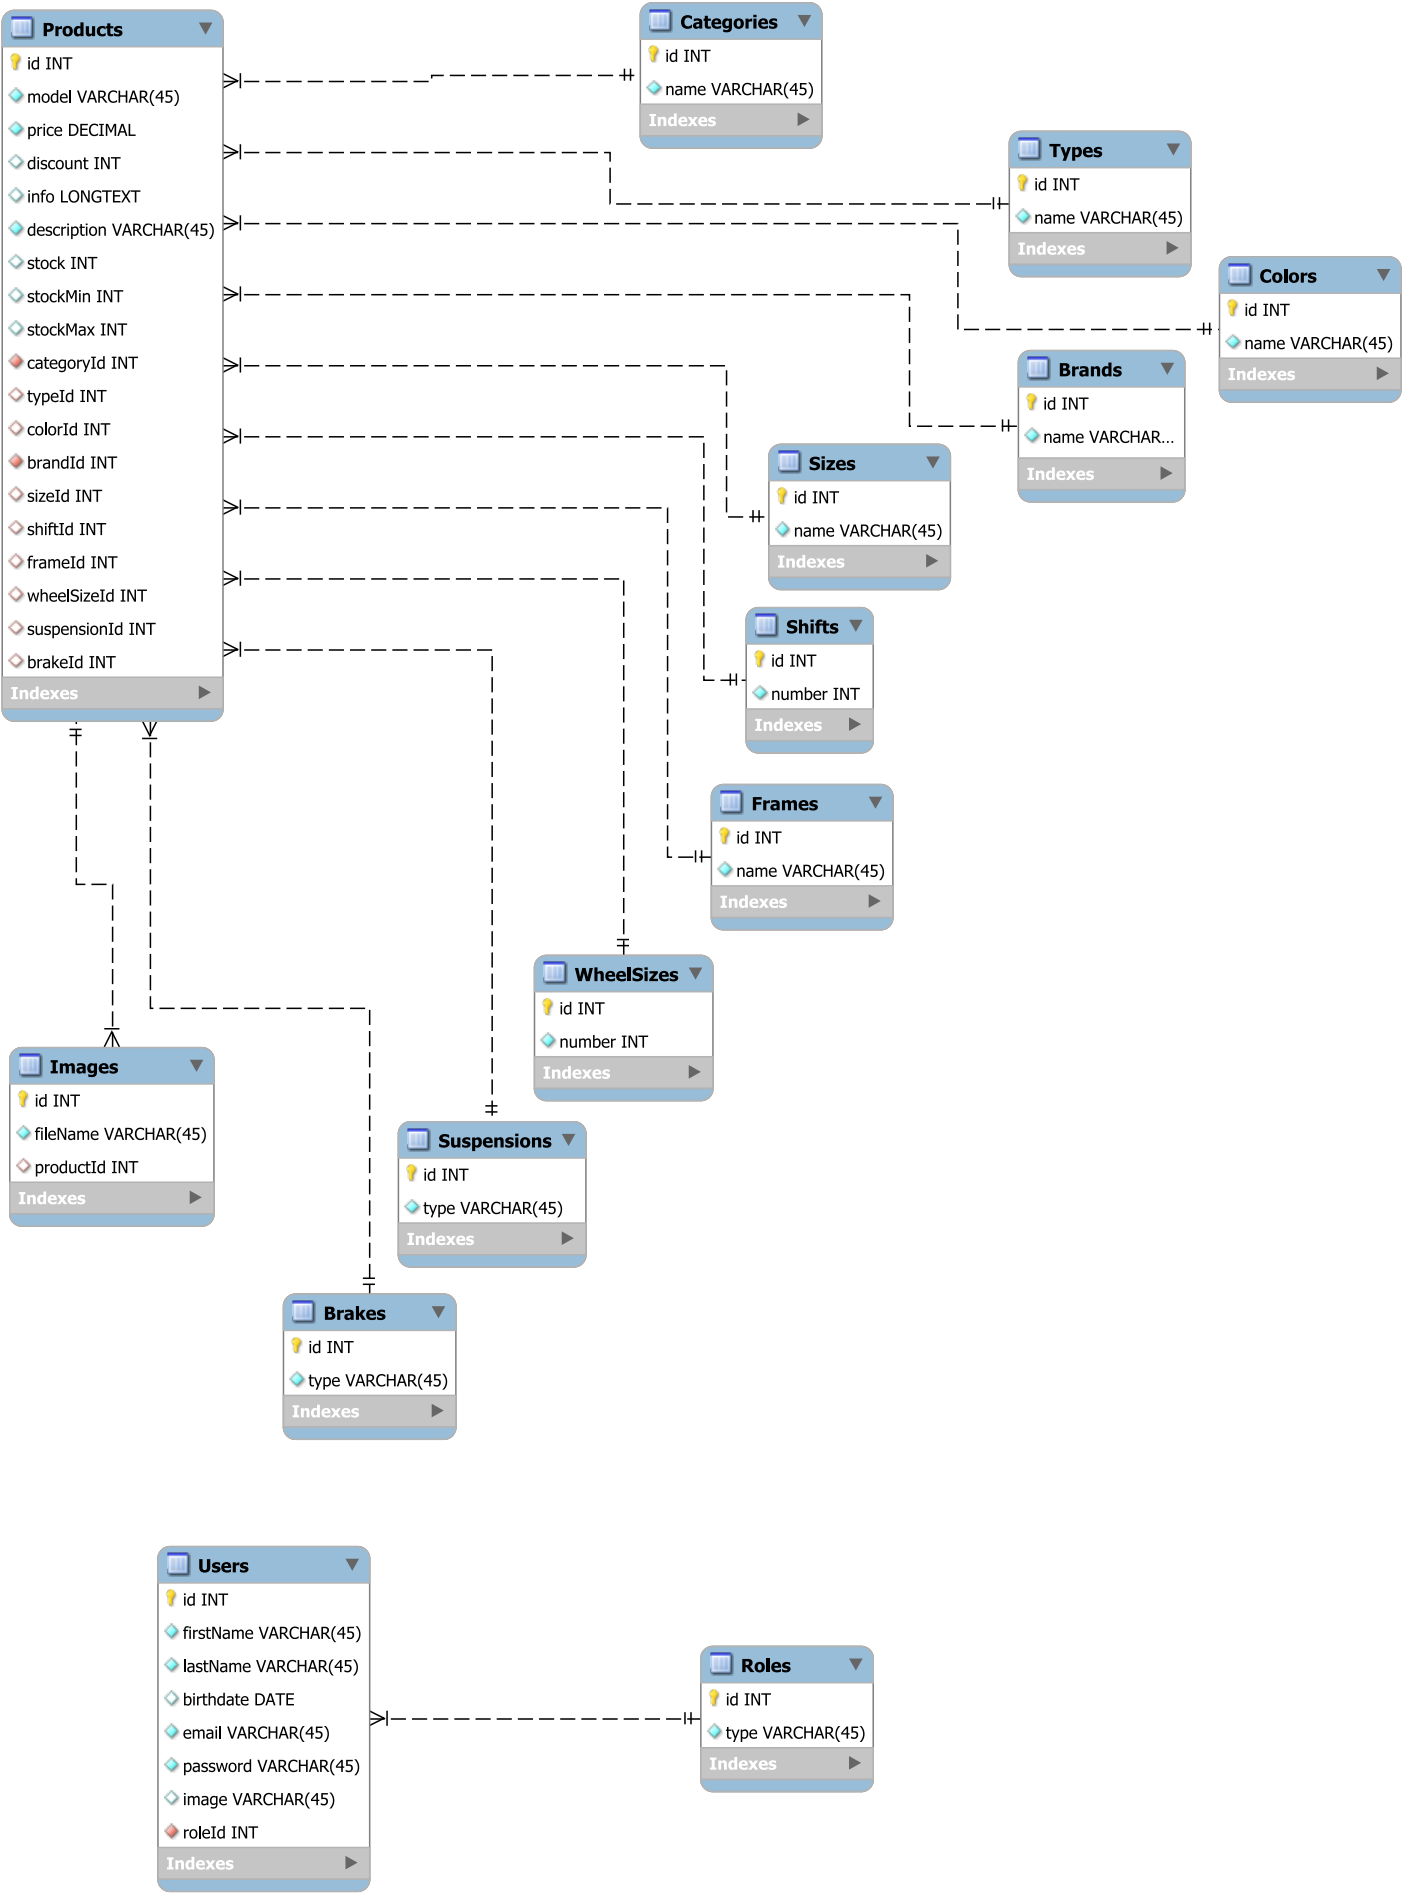 Products
id INT
model VARCHAR(45)
price DECIMAL
discount INT
info LONGTEXT
description VARCHAR(45)
stock INT
stockMin INT
stockMax INT
categoryId INT
typeId INT
colorId INT
brandId INT
sizeId INT
shiftId INT
frameId INT
wheelSizeId INT
suspensionId INT
brakeId INT
Indexes
Categories
id INT
name VARCHAR(45)
Indexes
Types
id INT
name VARCHAR(45)
Indexes
Colors
id INT
name VARCHAR(45)
Indexes
Brands
id INT
name VARCHAR...
Indexes
Sizes
id INT
name VARCHAR(45)
Indexes
Shifts
id INT
number INT
Indexes
Frames
id INT
name VARCHAR(45)
Indexes
WheelSizes
id INT
number INT
Indexes
Images
id INT
fileName VARCHAR(45)
productId INT
Indexes
Suspensions
id INT
type VARCHAR(45)
Indexes
Brakes
id INT
type VARCHAR(45)
Indexes
Users
id INT
firstName VARCHAR(45)
lastName VARCHAR(45)
birthdate DATE
email VARCHAR(45)
password VARCHAR(45)
image VARCHAR(45)
roleId INT
Indexes
Roles
id INT
type VARCHAR(45)
Indexes